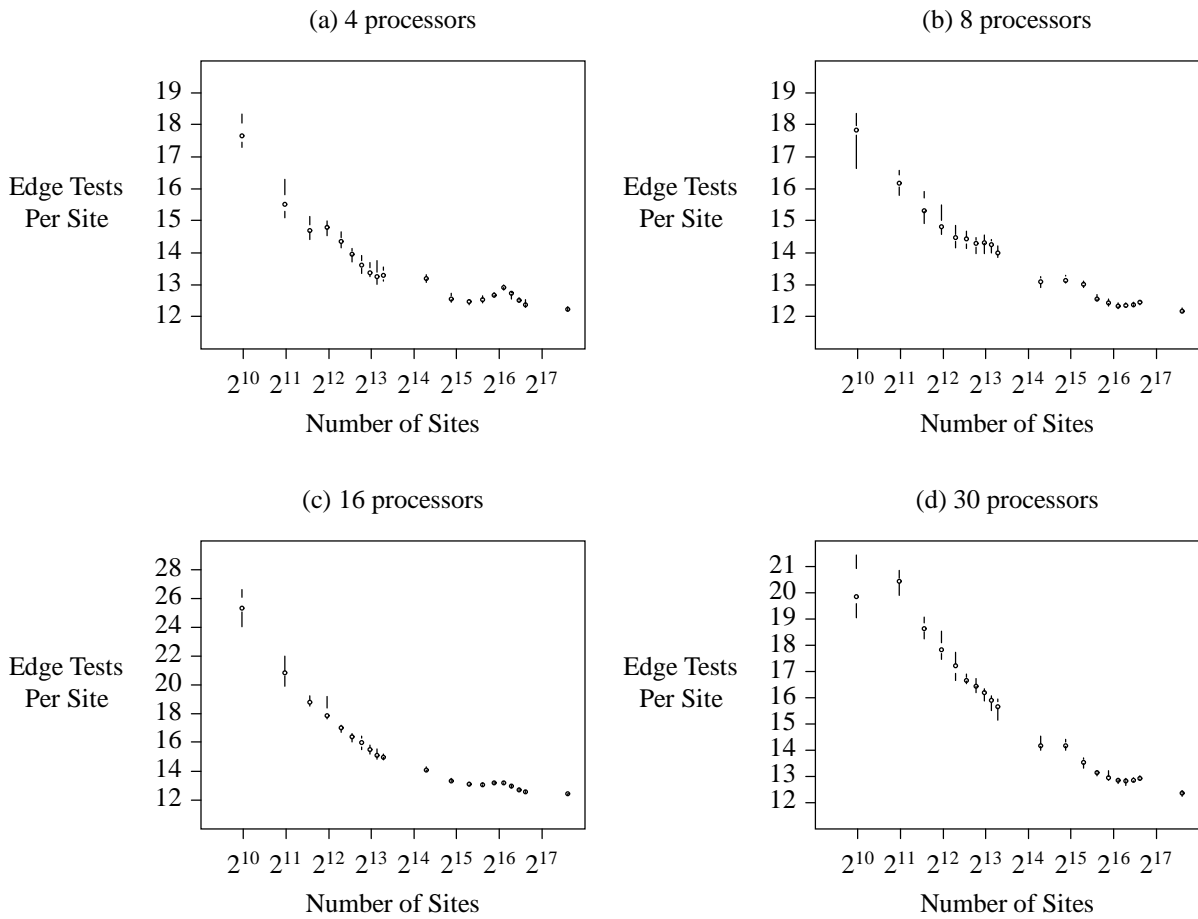 (a) 4 processors
19
18
17
16
15
14
13
12
Edge Tests
Per Site
2^10 2^11 2^12 2^13 2^14 2^15 2^16 2^17
Number of Sites
(b) 8 processors
19
18
17
16
15
14
13
12
Edge Tests
Per Site
2^10 2^11 2^12 2^13 2^14 2^15 2^16 2^17
Number of Sites
(c) 16 processors
28
26
24
22
20
18
16
14
12
Edge Tests
Per Site
2^10 2^11 2^12 2^13 2^14 2^15 2^16 2^17
Number of Sites
(d) 30 processors
21
20
19
18
17
16
15
14
13
12
Edge Tests
Per Site
2^10 2^11 2^12 2^13 2^14 2^15 2^16 2^17
Number of Sites